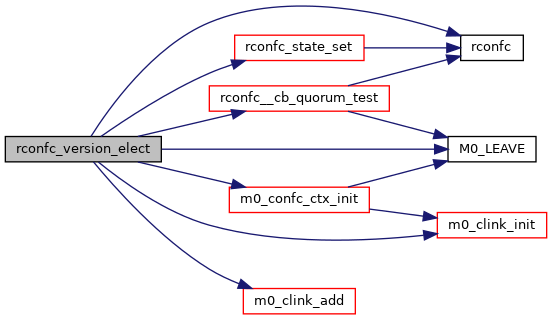 rconfc_version_elect
rconfc_state_set
rconfc__cb_quorum_test
m0_confc_ctx_init
m0_clink_add
rconfc
M0_LEAVE
m0_clink_init